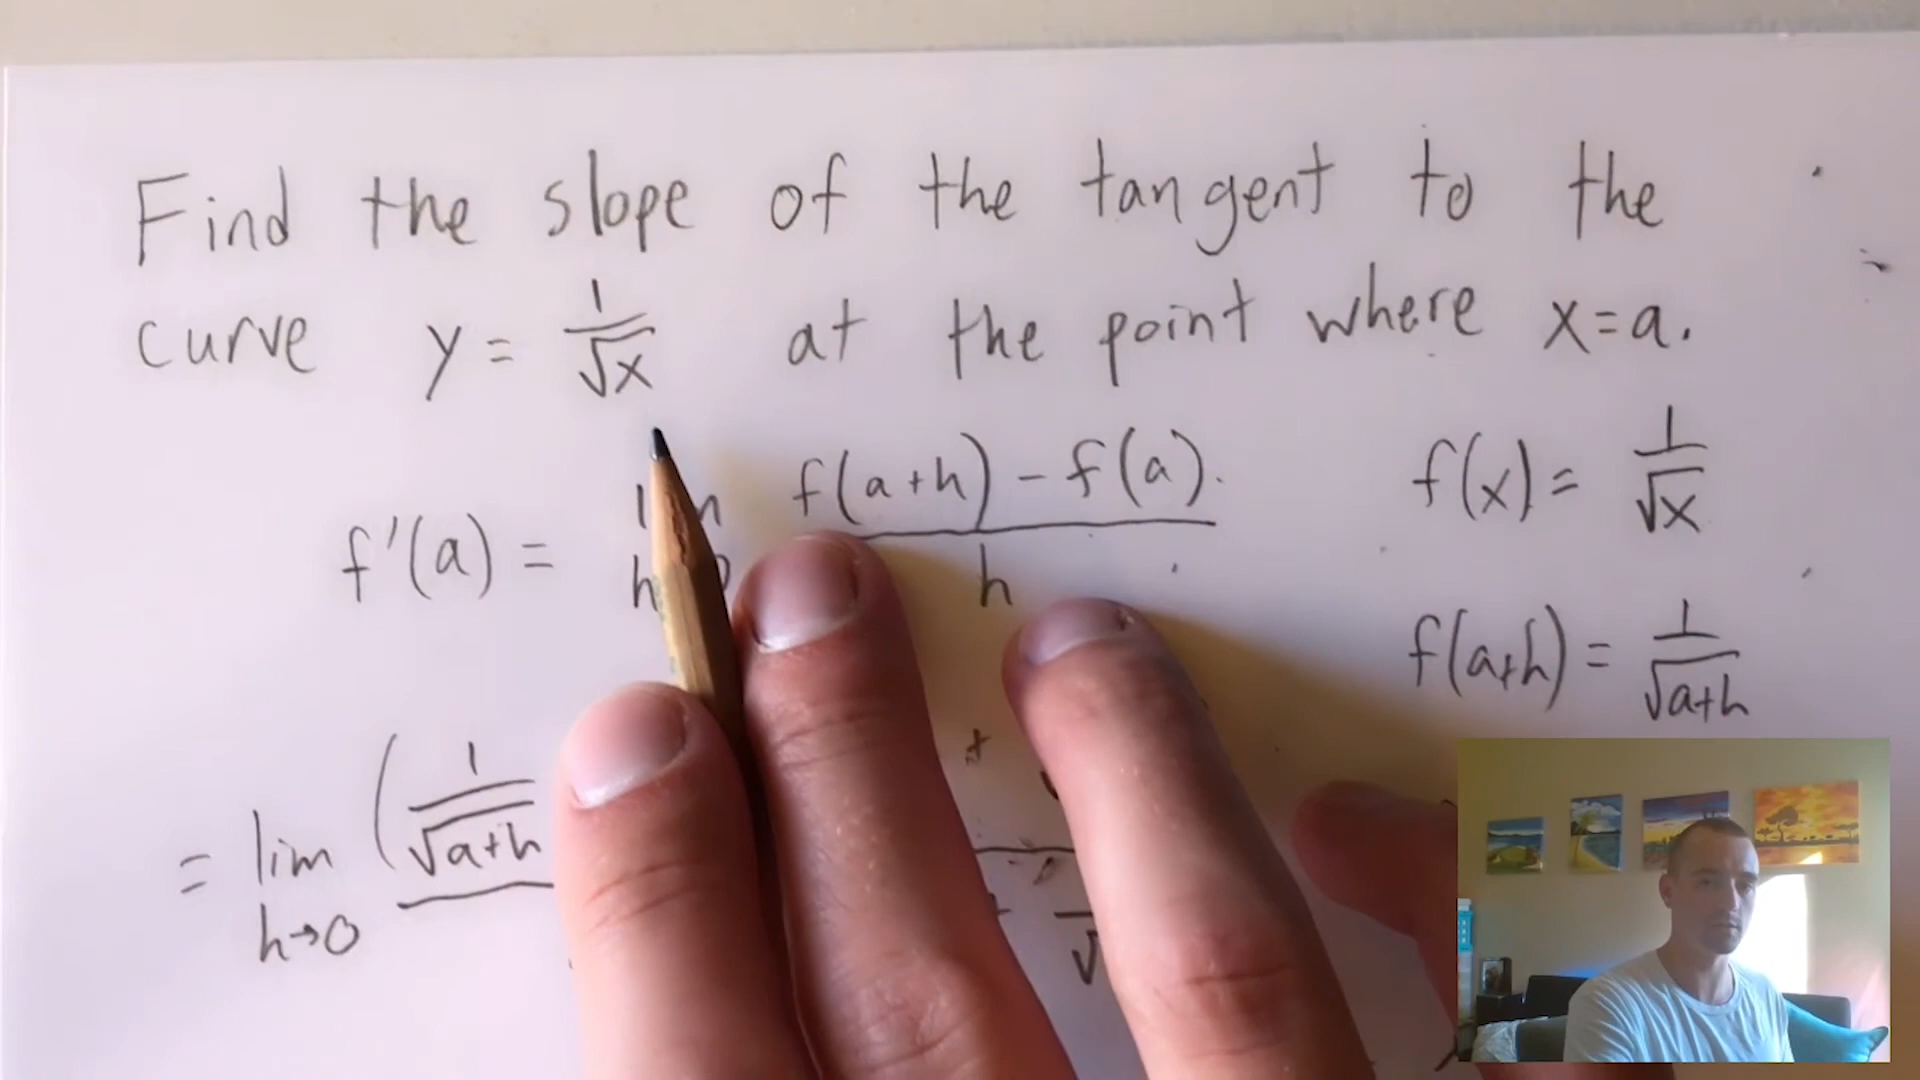 Find the slope of the tangent to the
curve y = 1/√x at the point where x=a.
f'(a) = f(a+h) - f(a) / h
f(x) = 1/√x
f(a+h) = 1/√a+h
= lim h→0 (1/√a+h